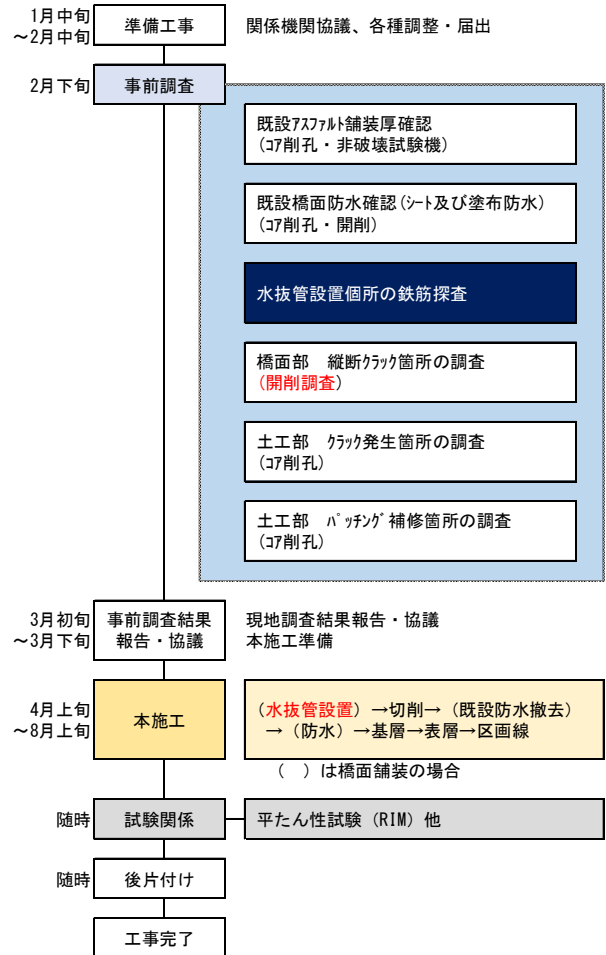 1月中旬
～2月中旬
準備工事
関係機関協議、各種調整・届出
2月下旬
事前調査
既設ｱｽﾌｧﾙﾄ舗装厚確認
(ｺｱ削孔・非破壊試験機)
既設橋面防水確認(ｼｰﾄ及び塗布防水)
(ｺｱ削孔・開削)
水抜管設置個所の鉄筋探査
橋面部　縦断ｸﾗｯｸ箇所の調査
(開削調査)
土工部　ｸﾗｯｸ発生箇所の調査
(ｺｱ削孔)
土工部　ﾊﾟｯﾁﾝｸﾞ補修箇所の調査
(ｺｱ削孔)
3月初旬
～3月下旬
事前調査結果
報告・協議
現地調査結果報告・協議
本施工準備
4月上旬
～8月上旬
本施工
(水抜管設置) →切削→ (既設防水撤去)
→ (防水) →基層→表層→区画線
(　) は橋面舗装の場合
随時
試験関係
平たん性試験 (RIM) 他
随時
後片付け
工事完了